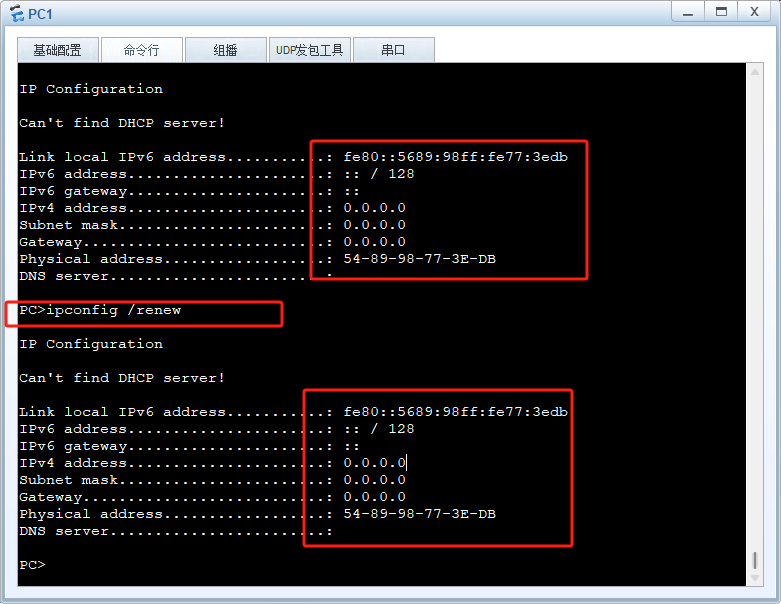 PC1
基础配置 命令行 组播 UDP发包工具 串口
IP Configuration
Can't find DHCP server!
Link local IPv6 address...........: fe80::5689:98ff:fe77:3edb
IPv6 address......................: :: / 128
IPv6 gateway......................: ::
IPv4 address......................: 0.0.0.0
Subnet mask.......................: 0.0.0.0
Gateway...........................: 0.0.0.0
Physical address..................: 54-89-98-77-3E-DB
DNS server........................:
PC>ipconfig /renew
IP Configuration
Can't find DHCP server!
Link local IPv6 address...........: fe80::5689:98ff:fe77:3edb
IPv6 address......................: :: / 128
IPv6 gateway......................: ::
IPv4 address......................: 0.0.0.0
Subnet mask.......................: 0.0.0.0
Gateway...........................: 0.0.0.0
Physical address..................: 54-89-98-77-3E-DB
DNS server........................:
PC>